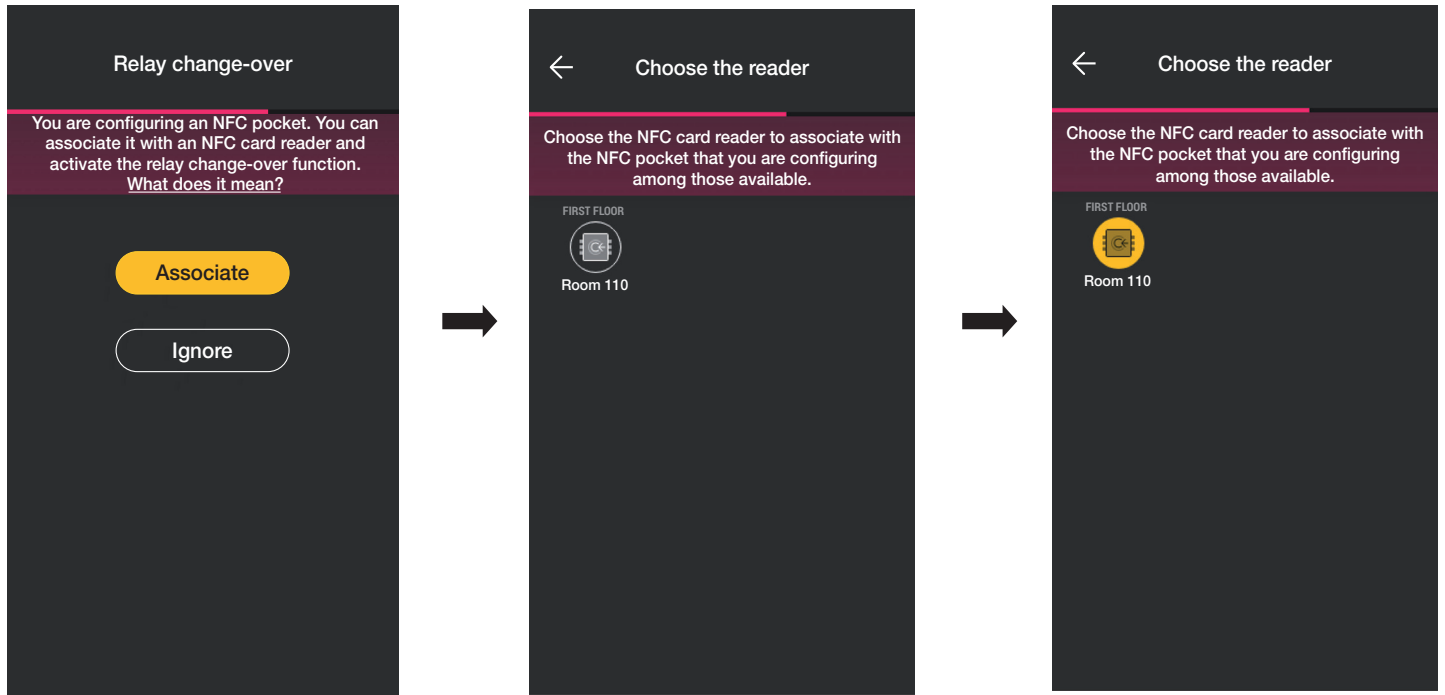 Relay change-over
You are configuring an NFC pocket. You can
associate it with an NFC card reader and
activate the relay change-over function.
What does it mean?
Associate
Ignore
Choose the reader
Choose the NFC card reader to associate with
the NFC pocket that you are configuring
among those available.
FIRST FLOOR
Room 110
Choose the reader
Choose the NFC card reader to associate with
the NFC pocket that you are configuring
among those available.
FIRST FLOOR
Room 110